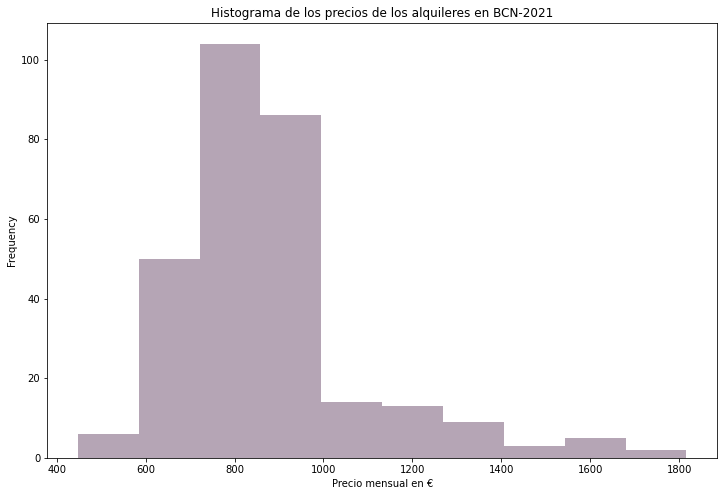 Histograma de los precios de los alquileres en BCN-2021
Frequency
100
80
60
40
20
0
400 600 800 1000 1200 1400 1600 1800
Precio mensual en €